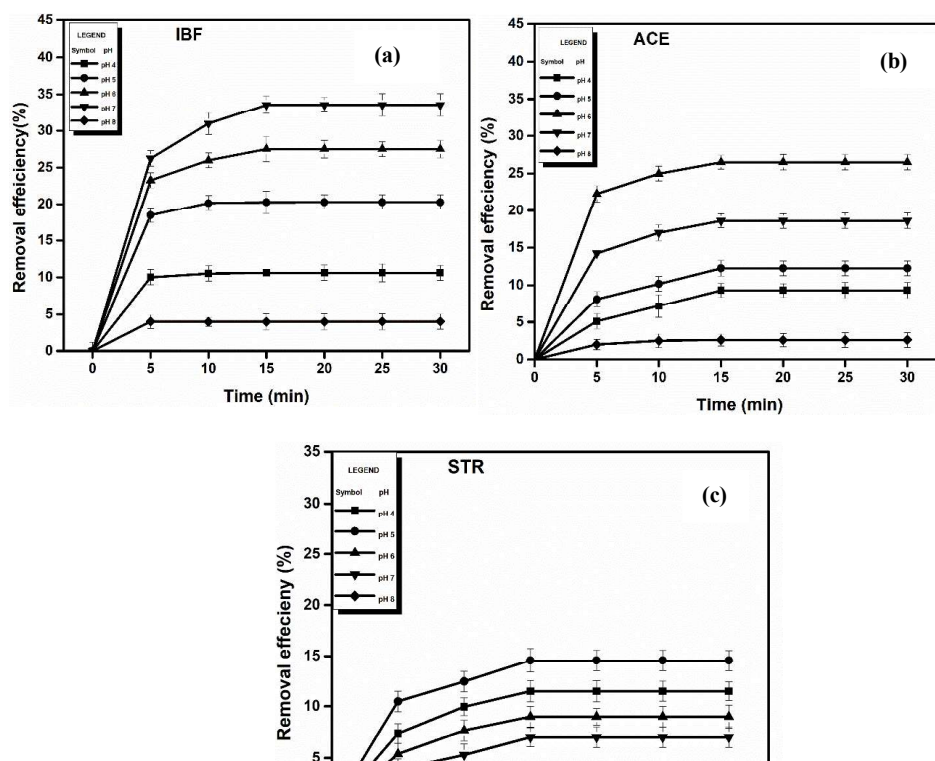 IBF
(a)
LEGEND
Symbol pH
pH 4
pH 5
pH 6
pH 7
pH 8
45
40
35
30
25
20
15
10
5
0
Removal effeiciency(%)
0 5 10 15 20 25 30
Time (min)
ACE
(b)
LEGEND
Symbol pH
pH 4
pH 5
pH 6
pH 7
pH 8
45
40
35
30
25
20
15
10
5
0
Removal effeciency (%)
0 5 10 15 20 25 30
Time (min)
STR
(c)
LEGEND
Symbol pH
pH 4
pH 5
pH 6
pH 7
pH 8
35
30
25
20
15
10
5
Removal effecieny (%)